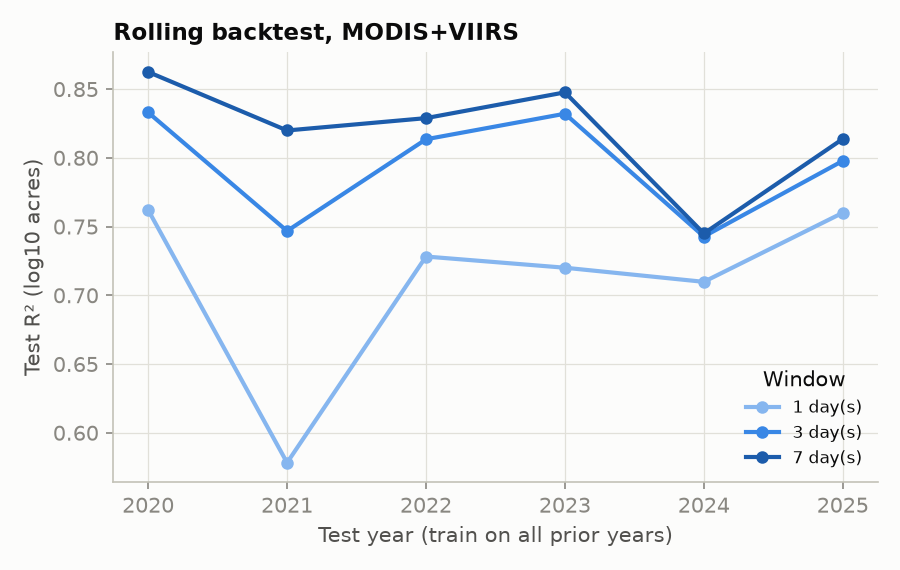 Rolling backtest, MODIS+VIIRS
Test R² (log10 acres)
0.85
0.80
0.75
0.70
0.65
0.60
Window
1 day(s)
3 day(s)
7 day(s)
2020 2021 2022 2023 2024 2025
Test year (train on all prior years)